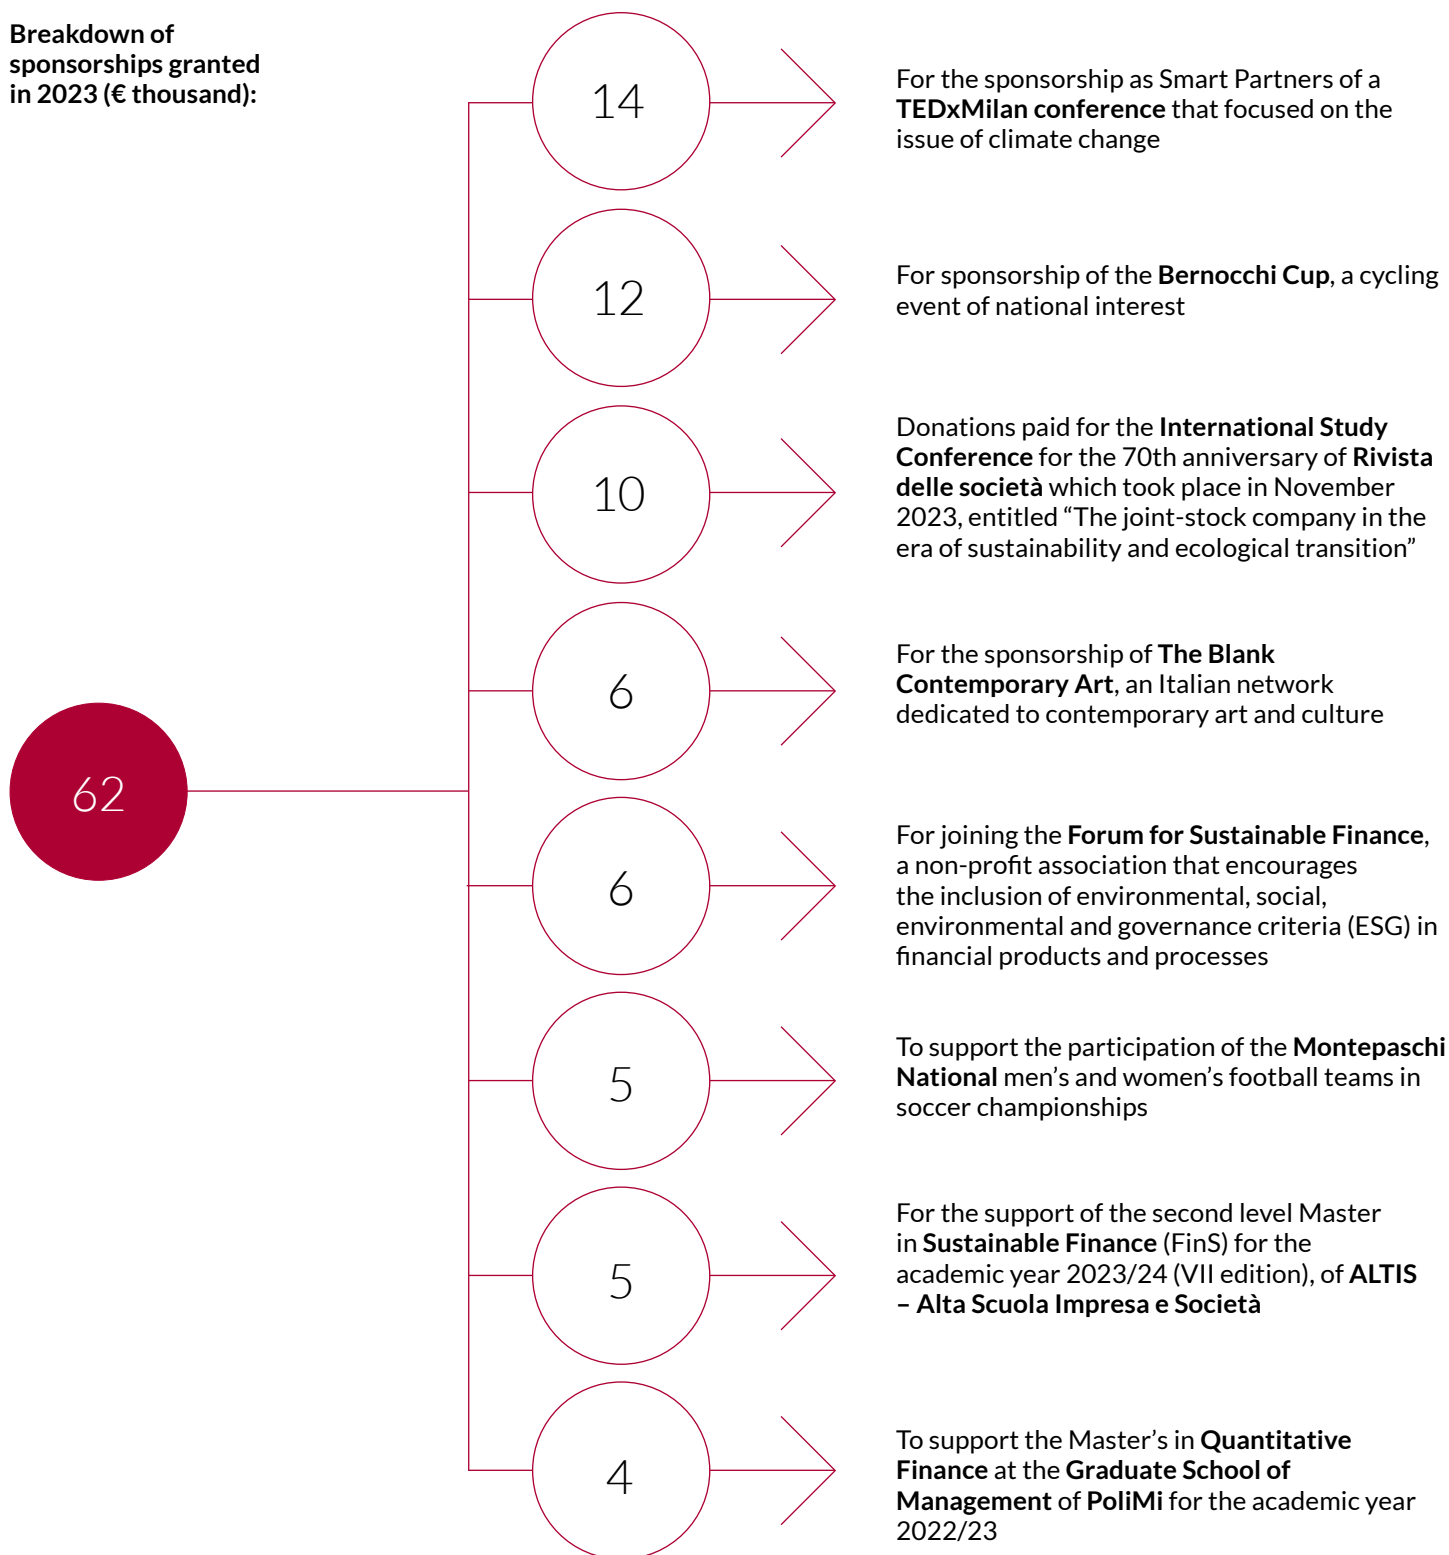 Breakdown of
sponsorships granted
in 2023 (€ thousand):
62
14
For the sponsorship as Smart Partners of a
TEDxMilan conference that focused on the
issue of climate change
12
For sponsorship of the Bernocchi Cup, a cycling
event of national interest
10
Donations paid for the International Study
Conference for the 70th anniversary of Rivista
delle società which took place in November
2023, entitled “The joint-stock company in the
era of sustainability and ecological transition”
6
For the sponsorship of The Blank
Contemporary Art, an Italian network
dedicated to contemporary art and culture
6
For joining the Forum for Sustainable Finance,
a non-profit association that encourages
the inclusion of environmental, social,
environmental and governance criteria (ESG) in
financial products and processes
5
To support the participation of the Montepaschi
National men’s and women’s football teams in
soccer championships
5
For the support of the second level Master
in Sustainable Finance (FinS) for the
academic year 2023/24 (VII edition), of ALTIS
– Alta Scuola Impresa e Società
4
To support the Master’s in Quantitative
Finance at the Graduate School of
Management of PoliMi for the academic year
2022/23